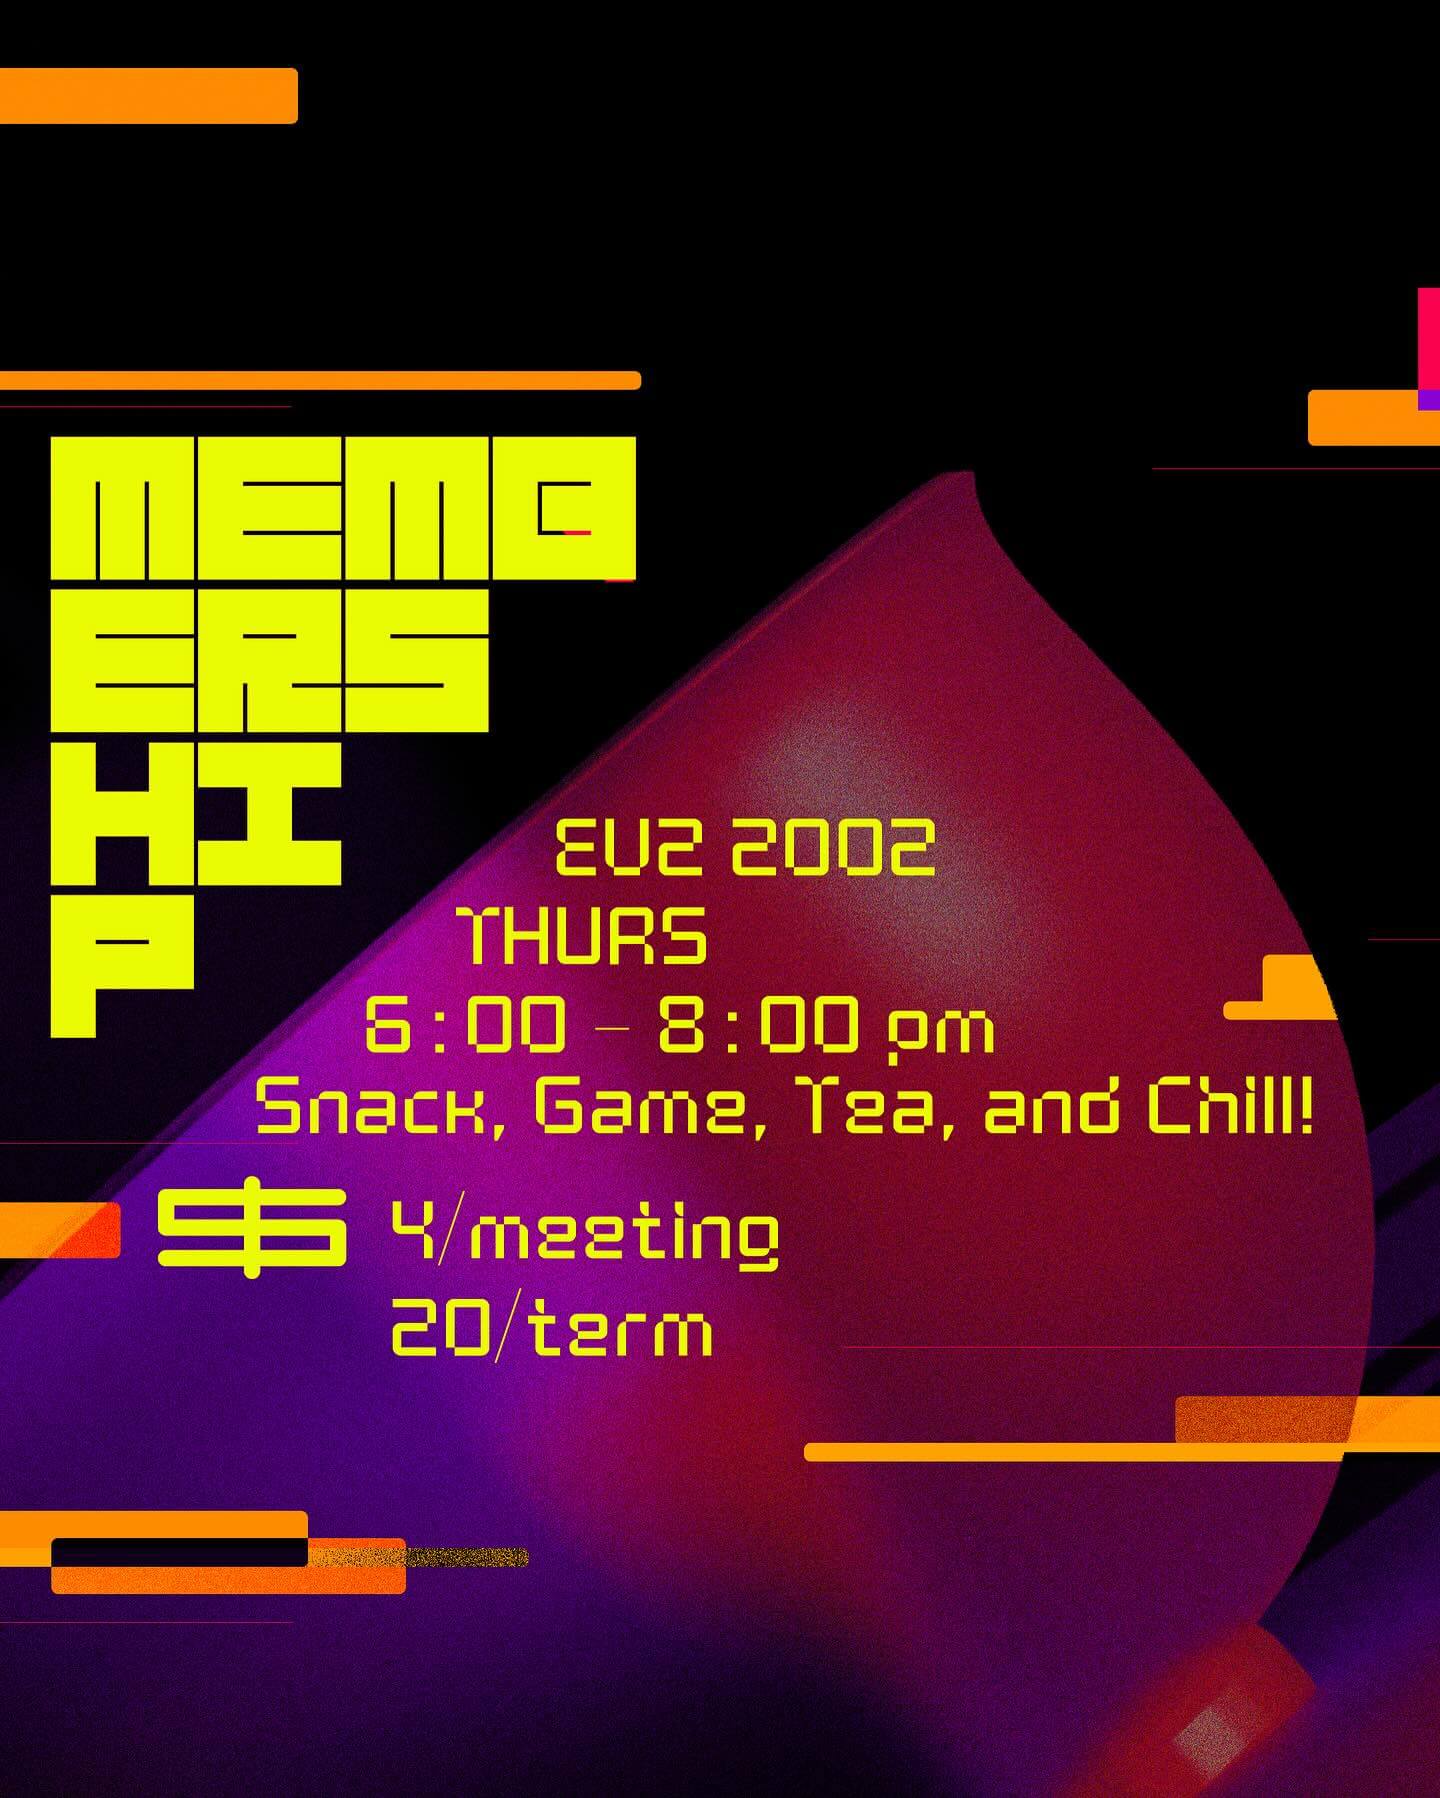 MEMB
ERS
HI
P
EV2 2002
THURS
6:00 – 8:00 pm
Snack, Game, Tea, and Chill!
$ 4/meeting
20/term